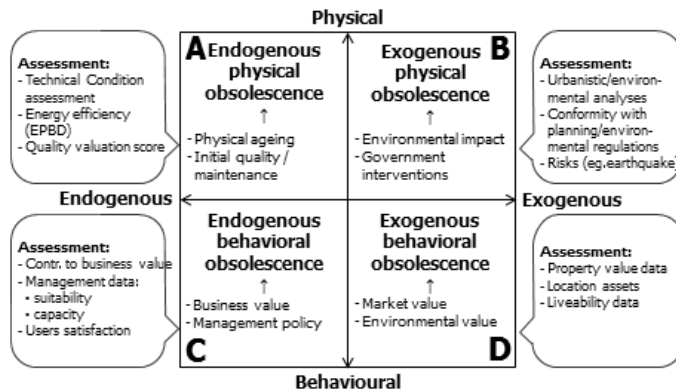 Physical
Assessment:
- Technical Condition
assessment
- Energy efficiency
(EPBD)
- Quality valuation score
A
Endogenous
physical
obsolescence
↑
- Physical ageing
- Initial quality /
maintenance
Exogenous
physical
obsolescence
↑
- Environmental impact
- Government
interventions
B
Assessment:
- Urbanistic/environ-
mental analyses
- Conformity with
planning/environ-
mental regulations
- Risks (eg.earthquake)
Endogenous
Exogenous
Assessment:
- Contr. to business value
- Management data:
• suitability
• capacity
- Users satisfaction
Endogenous
behavioral
obsolescence
↑
- Business value
- Management policy
C
Exogenous
behavioral
obsolescence
↑
- Market value
- Environmental value
D
Assessment:
- Property value data
- Location assets
- Liveability data
Behavioural